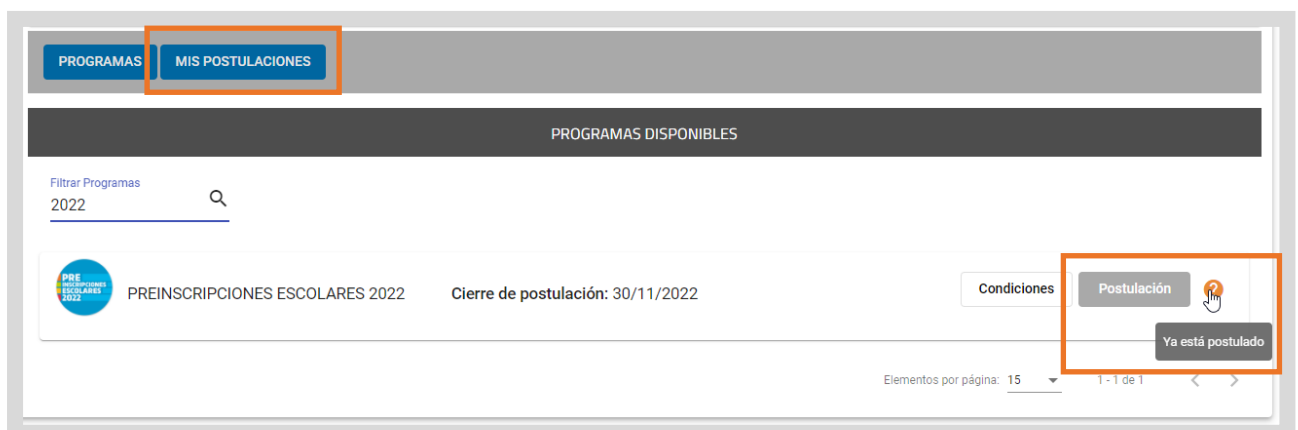 PROGRAMAS MIS POSTULACIONES
PROGRAMAS DISPONIBLES
Filtrar Programas
2022
PRE
INSCRIPCIONES
ESCOLARES
2022
PREINSCRIPCIONES ESCOLARES 2022 Cierre de postulación: 30/11/2022 Condiciones Postulación ?
Ya está postulado
Elementos por página: 15 1 - 1 de 1